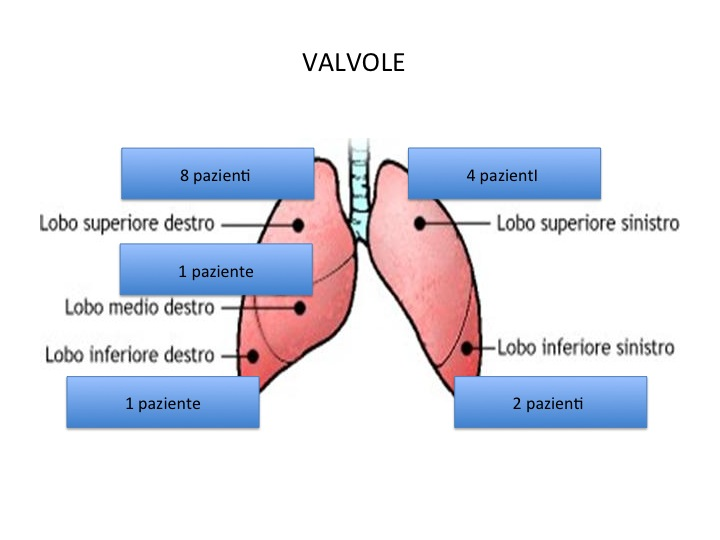 VALVOLE
8 pazienti
4 pazientI
Lobo superiore destro
Lobo superiore sinistro
1 paziente
Lobo medio destro
Lobo inferiore destro
Lobo inferiore sinistro
1 paziente
2 pazienti